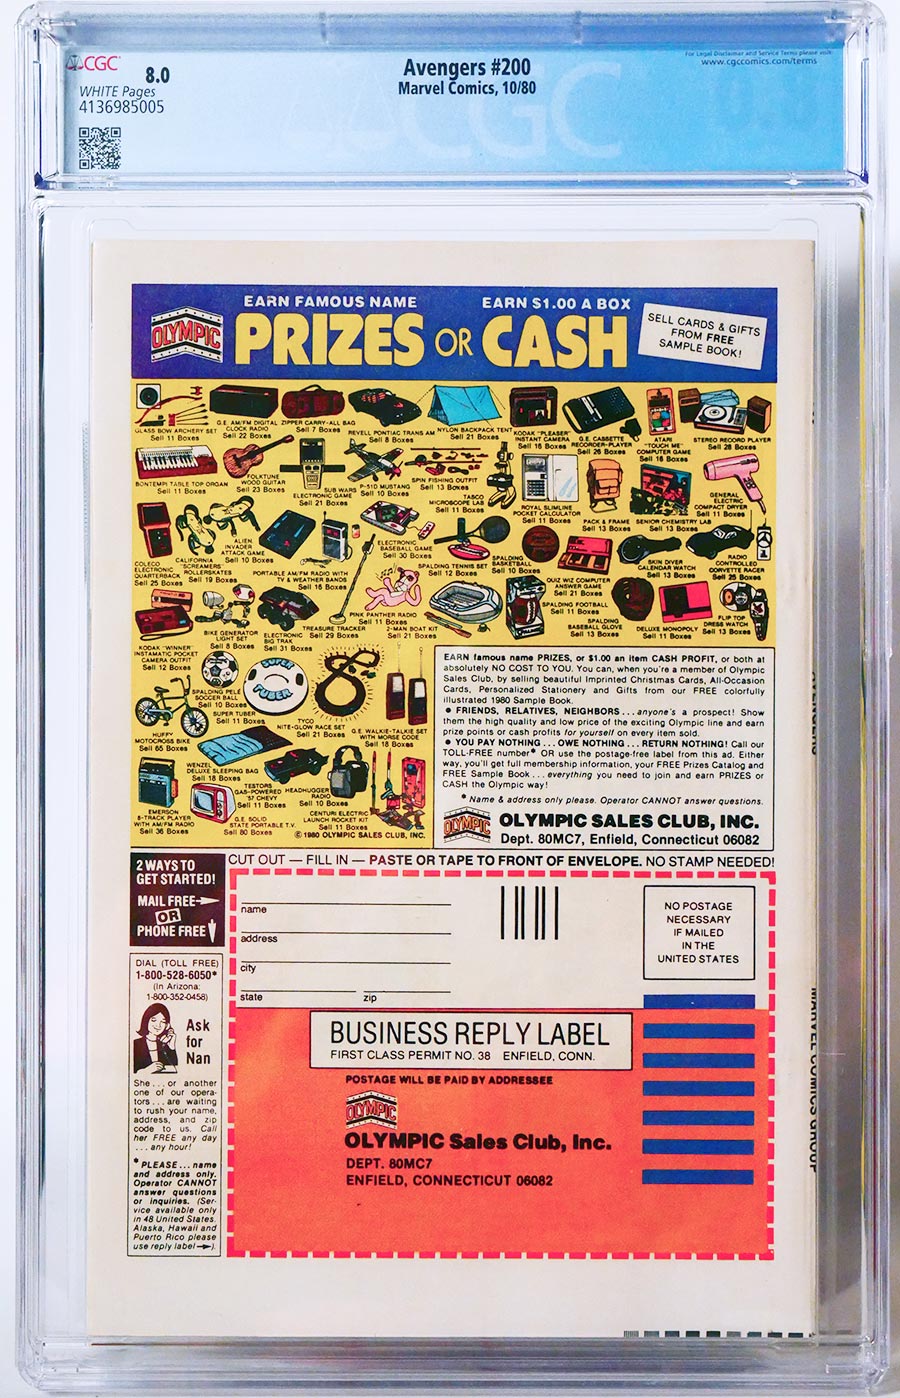 CGC
8.0
WHITE Pages
4136985005
Avengers #200
Marvel Comics, 10/80
For Legal Disclaimer and Service Terms please visit:
www.cgccomics.com/terms
CGC
OLYMPIC
EARN FAMOUS NAME
EARN $1.00 A BOX
PRIZES OR CASH
SELL CARDS & GIFTS
FROM FREE
SAMPLE BOOK!
GLASS BOW ARCHERY SET
Sell 11 Boxes
G.E. AM/FM DIGITAL
CLOCK RADIO
Sell 22 Boxes
ZIPPER CARRY-ALL BAG
Sell 7 Boxes
REVELL PONTIAC TRANS AM
Sell 8 Boxes
NYLON BACKPACK TENT
Sell 21 Boxes
KODAK "PLEASER"
INSTANT CAMERA
Sell 16 Boxes
G.E. CASSETTE
RECORDER-PLAYER
Sell 26 Boxes
ATARI
"TOUCH ME"
COMPUTER GAME
Sell 16 Boxes
STEREO RECORD PLAYER
Sell 28 Boxes
BONTEMPI TABLE TOP ORGAN
Sell 11 Boxes
FOLKTUNE
WOOD GUITAR
Sell 23 Boxes
SUB WARS
ELECTRONIC GAME
Sell 21 Boxes
P-51D MUSTANG
Sell 10 Boxes
SPIN FISHING OUTFIT
Sell 13 Boxes
TASCO
MICROSCOPE LAB
Sell 11 Boxes
ROYAL SLIMLINE
POCKET CALCULATOR
Sell 11 Boxes
PACK & FRAME
Sell 13 Boxes
SENIOR CHEMISTRY LAB
Sell 13 Boxes
GENERAL
ELECTRIC
COMPACT DRYER
Sell 11 Boxes
COLECO
ELECTRONIC
QUARTERBACK
Sell 25 Boxes
CALIFORNIA
"SCREAMERS"
ROLLERSKATES
Sell 19 Boxes
ALIEN
INVADER
ATTACK GAME
Sell 10 Boxes
PORTABLE AM/FM RADIO WITH
TV & WEATHER BANDS
Sell 16 Boxes
ELECTRONIC
BASEBALL GAME
Sell 30 Boxes
SPALDING TENNIS SET
Sell 12 Boxes
SPALDING
BASKETBALL
Sell 10 Boxes
QUIZ WIZ COMPUTER
ANSWER GAME
Sell 21 Boxes
SKIN DIVER
CALENDAR WATCH
Sell 13 Boxes
RADIO
CONTROLLED
CORVETTE RACER
Sell 25 Boxes
KODAK "WINNER"
INSTAMATIC POCKET
CAMERA OUTFIT
Sell 12 Boxes
BIKE GENERATOR
LIGHT SET
Sell 8 Boxes
ELECTRONIC
BIG TRAK
Sell 31 Boxes
TREASURE TRACKER
Sell 29 Boxes
PINK PANTHER RADIO
Sell 11 Boxes
2-MAN BOAT KIT
Sell 21 Boxes
SPALDING FOOTBALL
Sell 11 Boxes
SPALDING
BASEBALL GLOVE
Sell 13 Boxes
DELUXE MONOPOLY
Sell 11 Boxes
FLIP TOP
DRESS WATCH
Sell 13 Boxes
HUFFY
MOTOCROSS BIKE
Sell 65 Boxes
SPALDING PELÉ
SOCCER BALL
Sell 10 Boxes
SUPER
TUBER
SUPER TUBER
Sell 11 Boxes
TYCO
NITE-GLOW RACE SET
Sell 21 Boxes
G.E. WALKIE-TALKIE SET
WITH MORSE CODE
Sell 18 Boxes
WENZEL
DELUXE SLEEPING BAG
Sell 18 Boxes
TESTORS
GAS-POWERED
'57 CHEVY
Sell 11 Boxes
HEADHUGGER
RADIO
Sell 10 Boxes
CENTURI ELECTRIC
LAUNCH ROCKET KIT
Sell 11 Boxes
EMERSON
8-TRACK PLAYER
WITH AM/FM RADIO
Sell 36 Boxes
G.E. SOLID
STATE PORTABLE T.V.
Sell 80 Boxes
© 1980 OLYMPIC SALES CLUB, INC.
EARN famous name PRIZES, or $1.00 an item CASH PROFIT, or both at
absolutely NO COST TO YOU. You can, when you're a member of Olympic
Sales Club, by selling beautiful Imprinted Christmas Cards, All-Occasion
Cards, Personalized Stationery and Gifts from our FREE colorfully
illustrated 1980 Sample Book.
● FRIENDS, RELATIVES, NEIGHBORS . . . anyone's a prospect! Show
them the high quality and low price of the exciting Olympic line and earn
prize points or cash profits for yourself on every item sold.
● YOU PAY NOTHING . . . OWE NOTHING . . . RETURN NOTHING! Call our
TOLL-FREE number* OR use the postage-free label from this ad. Either
way, you'll get full membership information, your FREE Prizes Catalog and
FREE Sample Book . . . everything you need to join and earn PRIZES or
CASH the Olympic way!
* Name & address only please. Operator CANNOT answer questions.
OLYMPIC
OLYMPIC SALES CLUB, INC.
Dept. 80MC7, Enfield, Connecticut 06082
2 WAYS TO
GET STARTED!
MAIL FREE
OR
PHONE FREE
CUT OUT — FILL IN — PASTE OR TAPE TO FRONT OF ENVELOPE. NO STAMP NEEDED!
name
address
city
state zip
NO POSTAGE
NECESSARY
IF MAILED
IN THE
UNITED STATES
DIAL (TOLL FREE)
1-800-528-6050*
(In Arizona:
1-800-352-0458)
Ask
for
Nan
She . . . or another
one of our opera-
tors . . . are waiting
to rush your name,
address, and zip
code to us. Call
her FREE any day
. . . any hour!
* PLEASE . . . name
and address only.
Operator CANNOT
answer questions
or inquiries. (Ser-
vice available only
in 48 United States.
Alaska, Hawaii and
Puerto Rico please
use reply label →).
BUSINESS REPLY LABEL
FIRST CLASS PERMIT NO. 38 ENFIELD, CONN.
POSTAGE WILL BE PAID BY ADDRESSEE
OLYMPIC
OLYMPIC Sales Club, Inc.
DEPT. 80MC7
ENFIELD, CONNECTICUT 06082
MARVEL COMICS GROUP